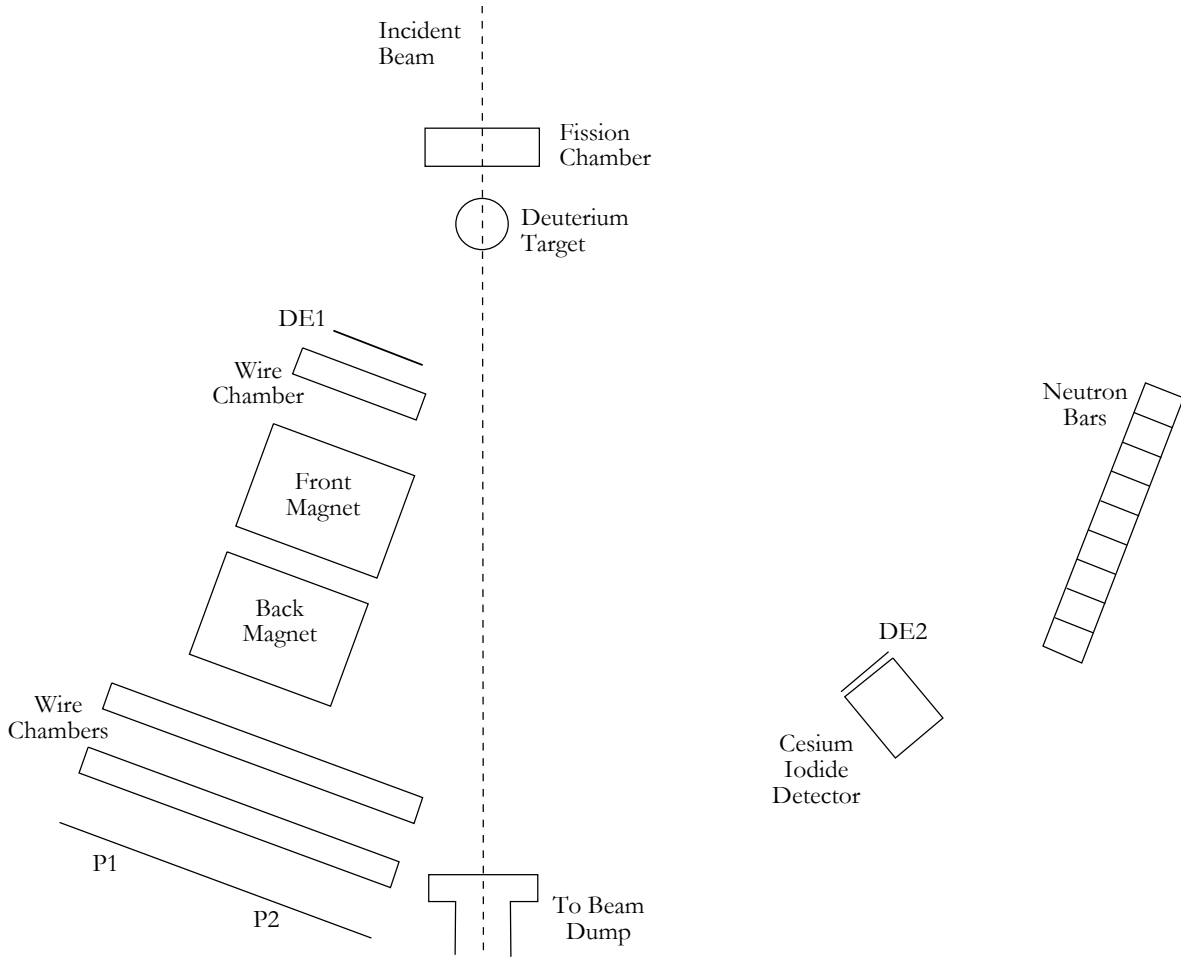 Incident
Beam
Fission
Chamber
Deuterium
Target
DE1
Wire
Chamber
Front
Magnet
Neutron
Bars
Back
Magnet
DE2
Wire
Chambers
Cesium
Iodide
Detector
P1
P2
To Beam
Dump